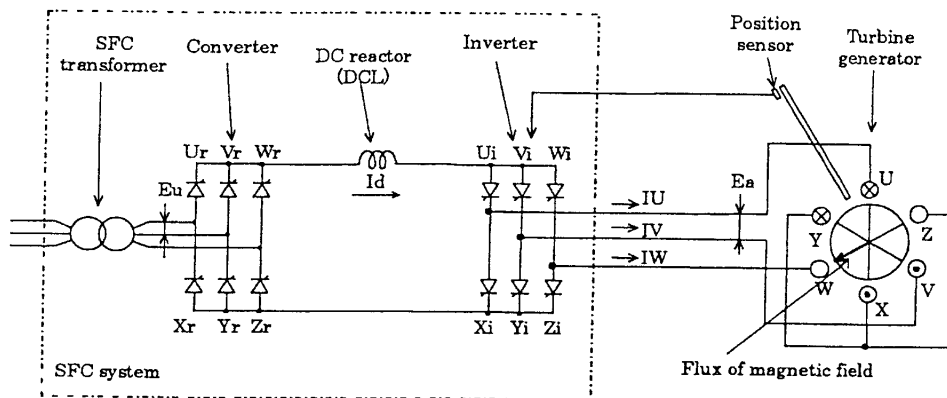 SFC
transformer
Converter
DC reactor
(DCL)
Inverter
Position
sensor
Turbine
generator
Ur Vr Wr
Ui Vi Wi
Eu
Id
IU
IV
IW
Ea
U
Y
Z
W
V
X
Xr Yr Zr
Xi Yi Zi
Flux of magnetic field
SFC system